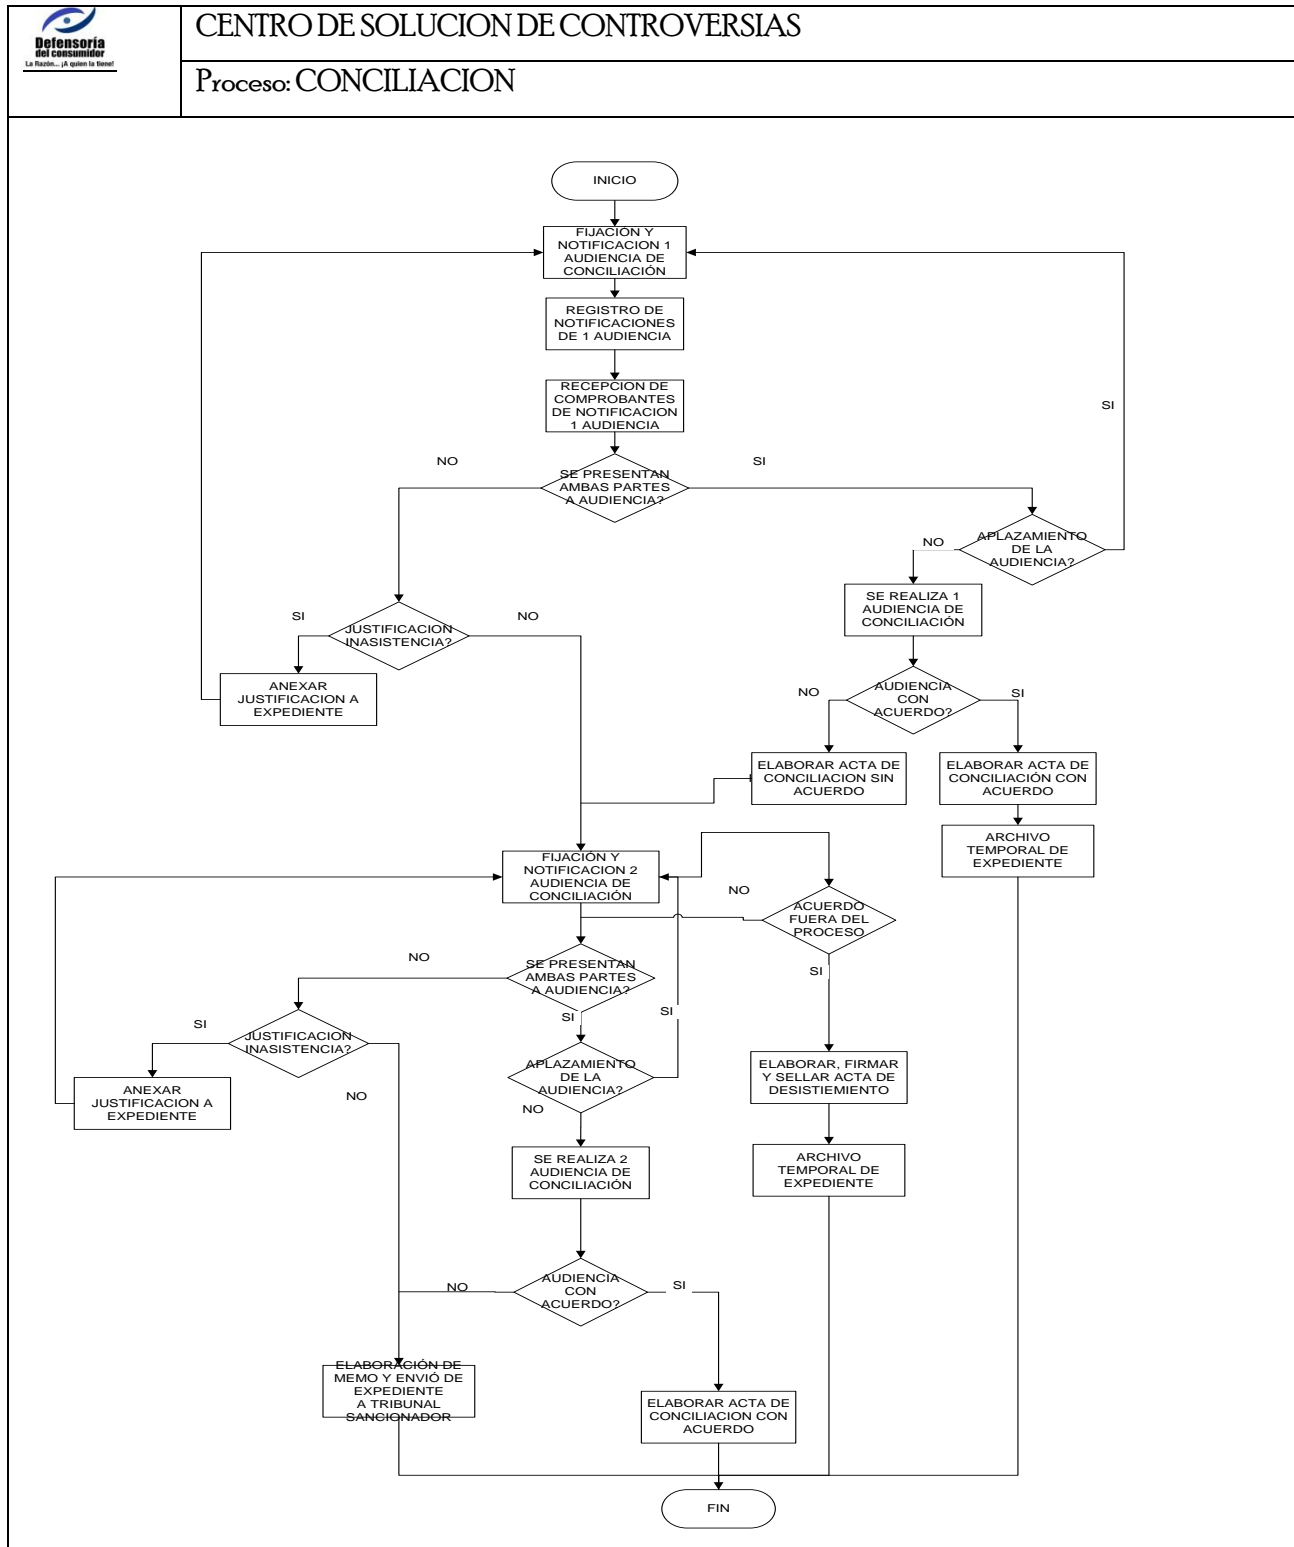 Defensoría
del consumidor
La Razón... ¡A quien la tiene!
CENTRO DE SOLUCION DE CONTROVERSIAS
Proceso: CONCILIACION
INICIO
FIJACIÓN Y
NOTIFICACION 1
AUDIENCIA DE
CONCILIACIÓN
REGISTRO DE
NOTIFICACIONES
DE 1 AUDIENCIA
RECEPCION DE
COMPROBANTES
DE NOTIFICACION
1 AUDIENCIA
SI
NO
SI
SE PRESENTAN
AMBAS PARTES
A AUDIENCIA?
NO
APLAZAMIENTO
DE LA
AUDIENCIA?
SE REALIZA 1
AUDIENCIA DE
CONCILIACIÓN
SI
NO
JUSTIFICACION
INASISTENCIA?
ANEXAR
JUSTIFICACION A
EXPEDIENTE
NO
AUDIENCIA
CON
ACUERDO?
SI
ELABORAR ACTA DE
CONCILIACION SIN
ACUERDO
ELABORAR ACTA DE
CONCILIACIÓN CON
ACUERDO
ARCHIVO
TEMPORAL DE
EXPEDIENTE
FIJACIÓN Y
NOTIFICACION 2
AUDIENCIA DE
CONCILIACIÓN
NO
ACUERDO
FUERA DEL
PROCESO
NO
SE PRESENTAN
AMBAS PARTES
A AUDIENCIA?
SI
SI
SI
SI
JUSTIFICACION
INASISTENCIA?
APLAZAMIENTO
DE LA
AUDIENCIA?
ELABORAR, FIRMAR
Y SELLAR ACTA DE
DESISTIEMIENTO
ANEXAR
JUSTIFICACION A
EXPEDIENTE
NO
NO
SE REALIZA 2
AUDIENCIA DE
CONCILIACIÓN
ARCHIVO
TEMPORAL DE
EXPEDIENTE
NO
AUDIENCIA
CON
ACUERDO?
SI
ELABORACIÓN DE
MEMO Y ENVIÓ DE
EXPEDIENTE
A TRIBUNAL
SANCIONADOR
ELABORAR ACTA DE
CONCILIACION CON
ACUERDO
FIN